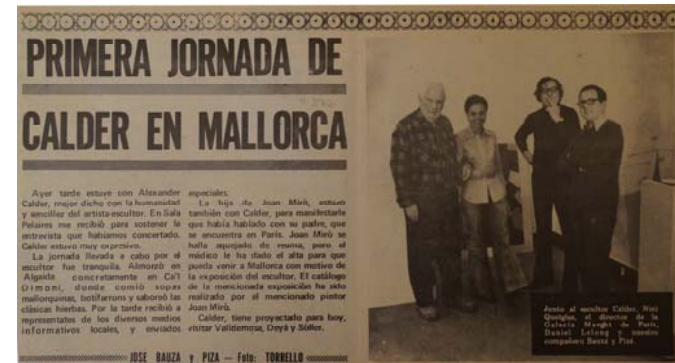 PRIMERA JORNADA DE
CALDER EN MALLORCA
Ayer tarde estuve con Alexander
Calder, mejor dicho con la humanidad
y sencillez del artista-escultor. En Sala
Pelaires me recibió para sostener la
entrevista que habíamos concertado.
Calder estuvo muy expresivo.
La jornada llevada a cabo por el
escultor fue tranquila. Almorzó en
Algaida concretamente en Ca'l
Dimoni, donde comió sopas
mallorquinas, botifarrons y saboreó las
clásicas hierbas. Por la tarde recibió a
representates de los diversos medios
informativos locales, y enviados
especiales.
La hija de Joan Miró, estuvo
también con Calder, para manifestarle
que había hablado con su padre, que
se encuentra en París. Joan Miró se
halla aquejado de reuma, pero el
médico le ha dado el alta para que
pueda venir a Mallorca con motivo de
la exposición del escultor. El catálogo
de la mencionada exposición ha sido
realizado por el mencionado pintor
Joan Miró.
Calder, tiene proyectado para hoy,
visitar Valldemosa, Deyá y Sóller.
JOSE BAUZA y PIZA — Foto: TORRELLO
Junto al escultor Calder, Neri
Quelglas, el director de la
Galería Maeght de París,
Daniel Lelong y nuestro
compañero Bauzá y Pizá.